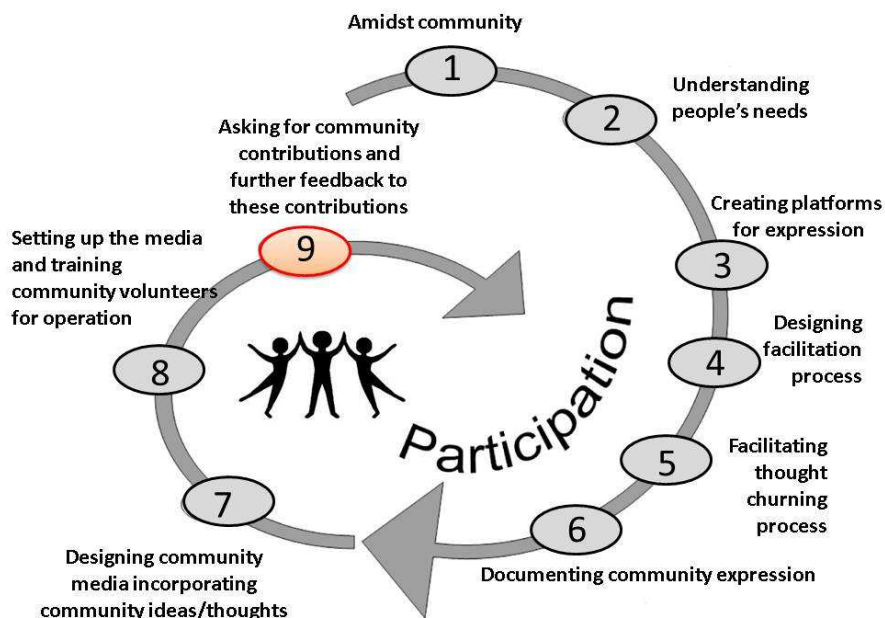 Amidst community
1
Understanding
people's needs
2
Creating platforms
for expression
3
Designing
facilitation
process
4
Facilitating
thought
churning
process
5
Documenting community expression
6
Designing community
media incorporating
community ideas/thoughts
7
Setting up the media
and training
community volunteers
for operation
8
Asking for community
contributions and
further feedback to
these contributions
9
Participation